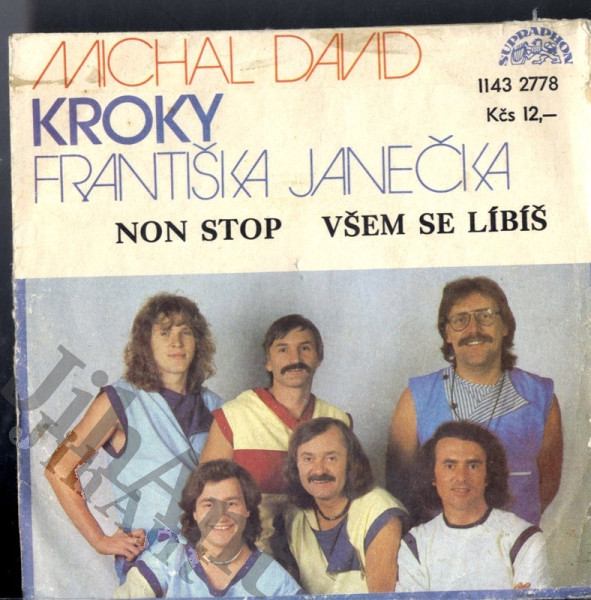 MICHAL DAVID
SUPRAPHON
1143 2778
KROKY
Kčs 12,—
FRANTIŠKA JANEČKA
NON STOP VŠEM SE LÍBÍŠ